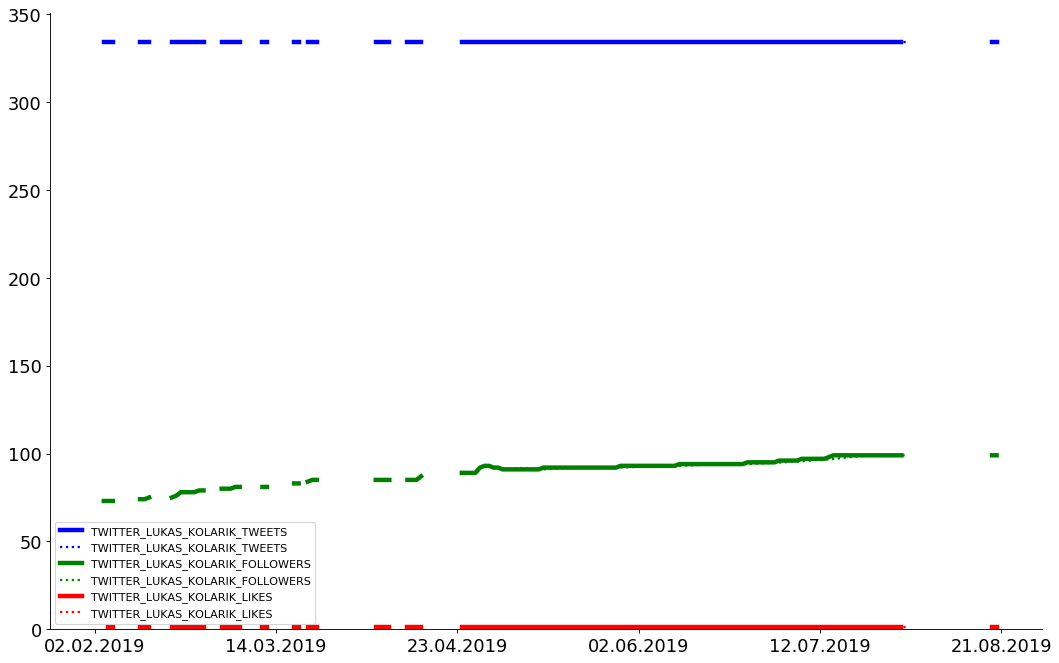 350
300
250
200
150
100
50
0
TWITTER_LUKAS_KOLARIK_TWEETS
TWITTER_LUKAS_KOLARIK_TWEETS
TWITTER_LUKAS_KOLARIK_FOLLOWERS
TWITTER_LUKAS_KOLARIK_FOLLOWERS
TWITTER_LUKAS_KOLARIK_LIKES
TWITTER_LUKAS_KOLARIK_LIKES
02.02.2019 14.03.2019 23.04.2019 02.06.2019 12.07.2019 21.08.2019